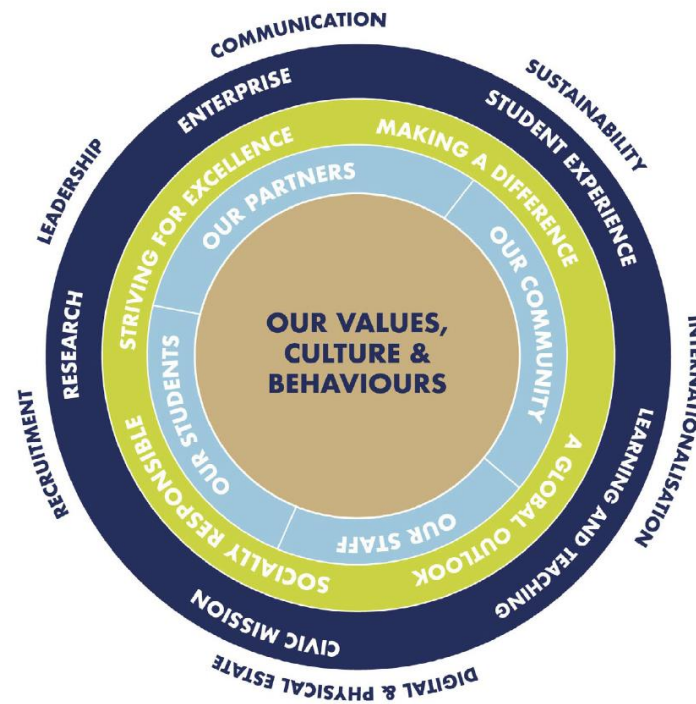 COMMUNICATION
SUSTAINABILITY
INTERNATIONALISATION
DIGITAL & PHYSICAL ESTATE
RECRUITMENT
LEADERSHIP
ENTERPRISE
STUDENT EXPERIENCE
LEARNING AND TEACHING
CIVIC MISSION
RESEARCH
STRIVING FOR EXCELLENCE
MAKING A DIFFERENCE
A GLOBAL OUTLOOK
SOCIALLY RESPONSIBLE
OUR PARTNERS
OUR COMMUNITY
OUR STAFF
OUR STUDENTS
OUR VALUES,
CULTURE &
BEHAVIOURS